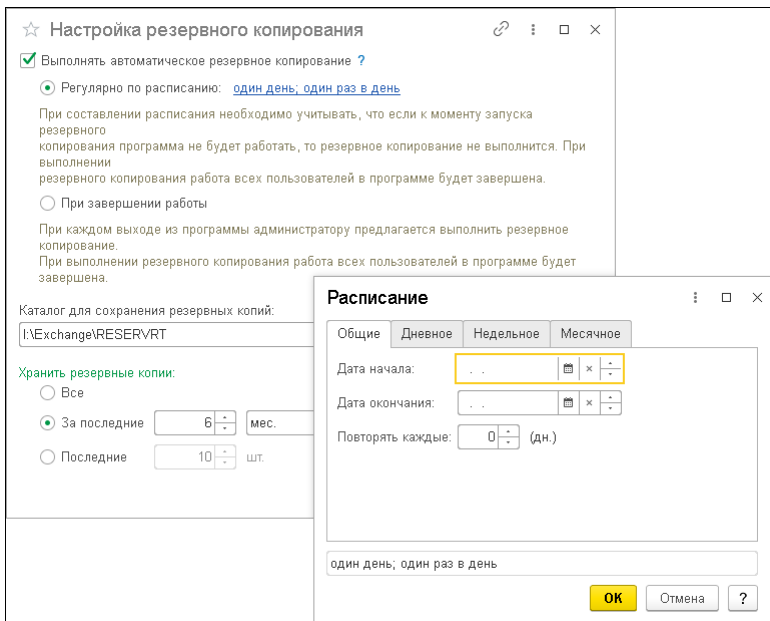 Настройка резервного копирования
Выполнять автоматическое резервное копирование ?
Регулярно по расписанию: один день; один раз в день
При составлении расписания необходимо учитывать, что если к моменту запуска
резервного
копирования программа не будет работать, то резервное копирование не выполнится. При
выполнении
резервного копирования работа всех пользователей в программе будет завершена.
При завершении работы
При каждом выходе из программы администратору предлагается выполнить резервное
копирование.
При выполнении резервного копирования работа всех пользователей в программе будет
завершена.
Каталог для сохранения резервных копий:
I:\Exchange\RESERVRT
Хранить резервные копии:
Все
За последние 6 мес.
Последние 10 шт.
Расписание
Общие Дневное Недельное Месячное
Дата начала: . .
Дата окончания: . .
Повторять каждые: 0 (дн.)
один день; один раз в день
ОК Отмена ?